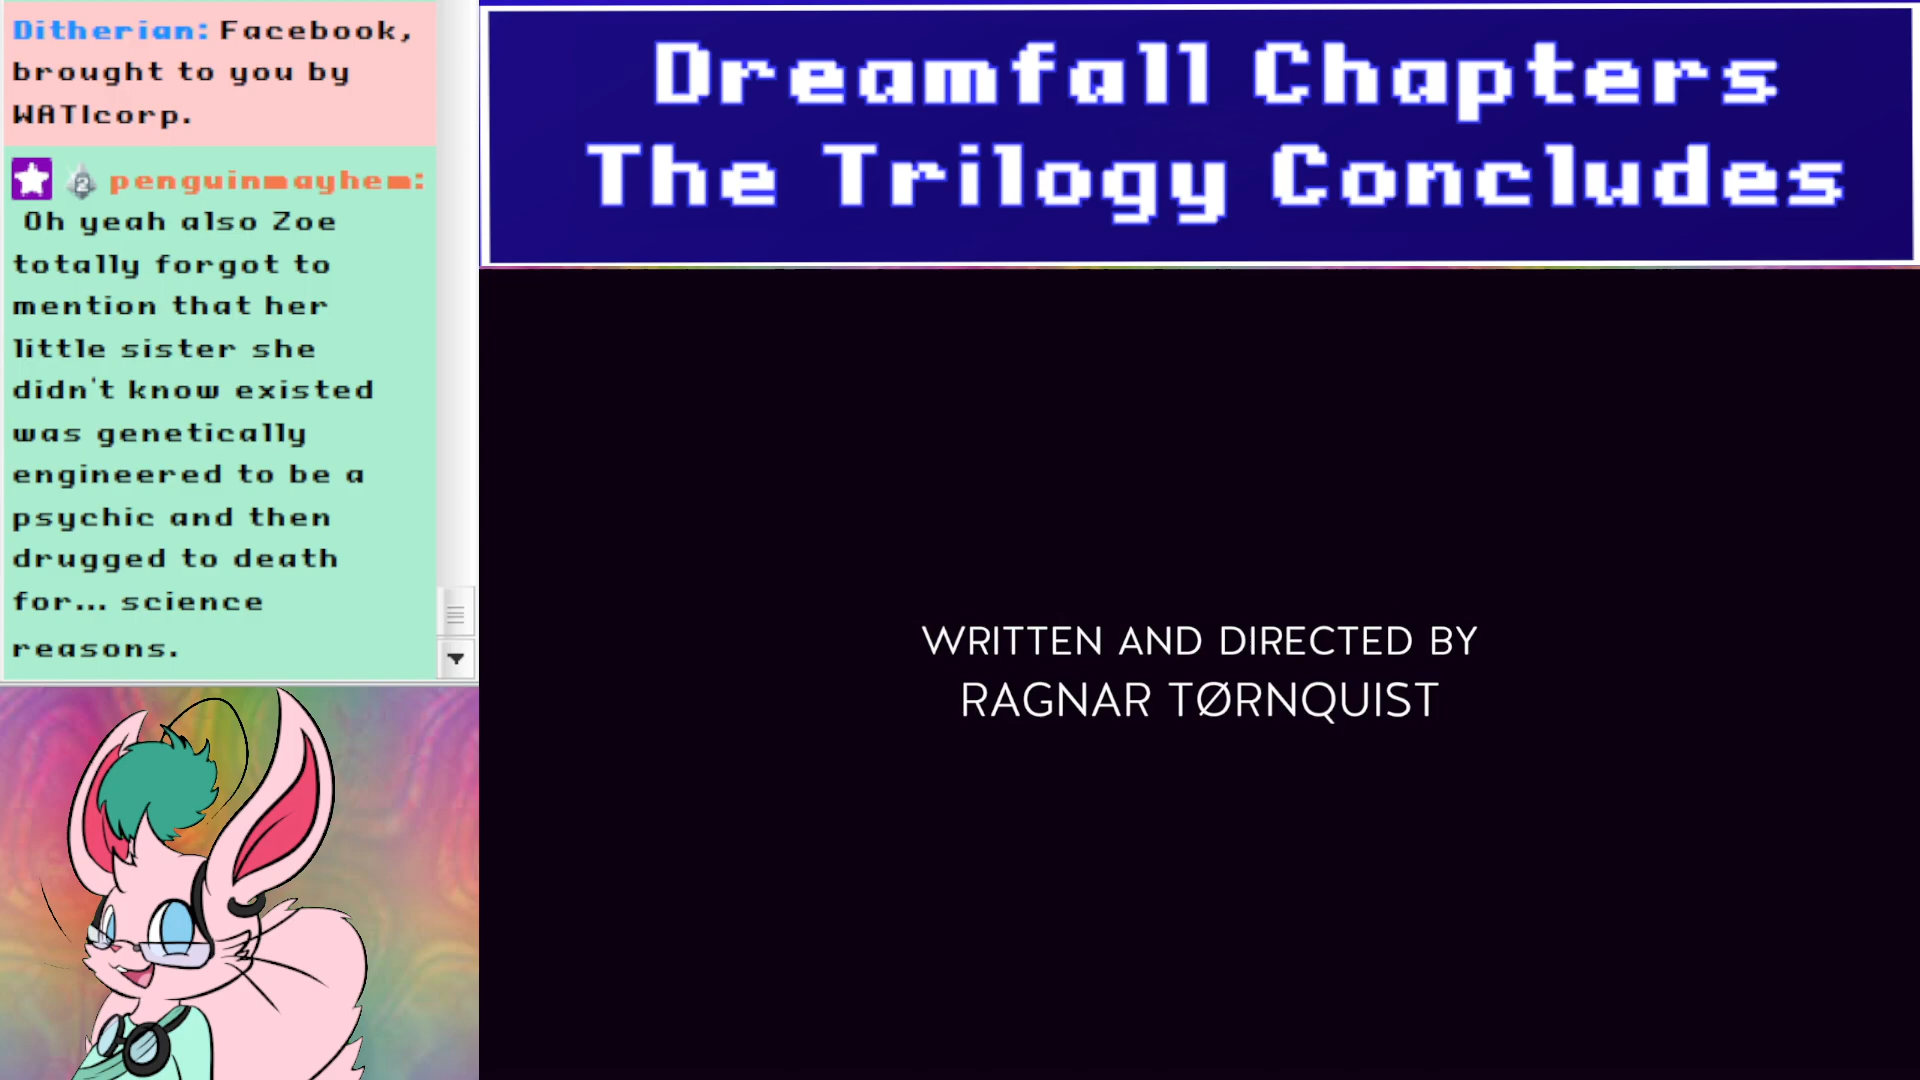 Ditherian: Facebook,
brought to you by
WATIcorp.
2 penguinmayhem:
Oh yeah also Zoe
totally forgot to
mention that her
little sister she
didn't know existed
was genetically
engineered to be a
psychic and then
drugged to death
for... science
reasons.
Dreamfall Chapters
The Trilogy Concludes
WRITTEN AND DIRECTED BY
RAGNAR TØRNQUIST